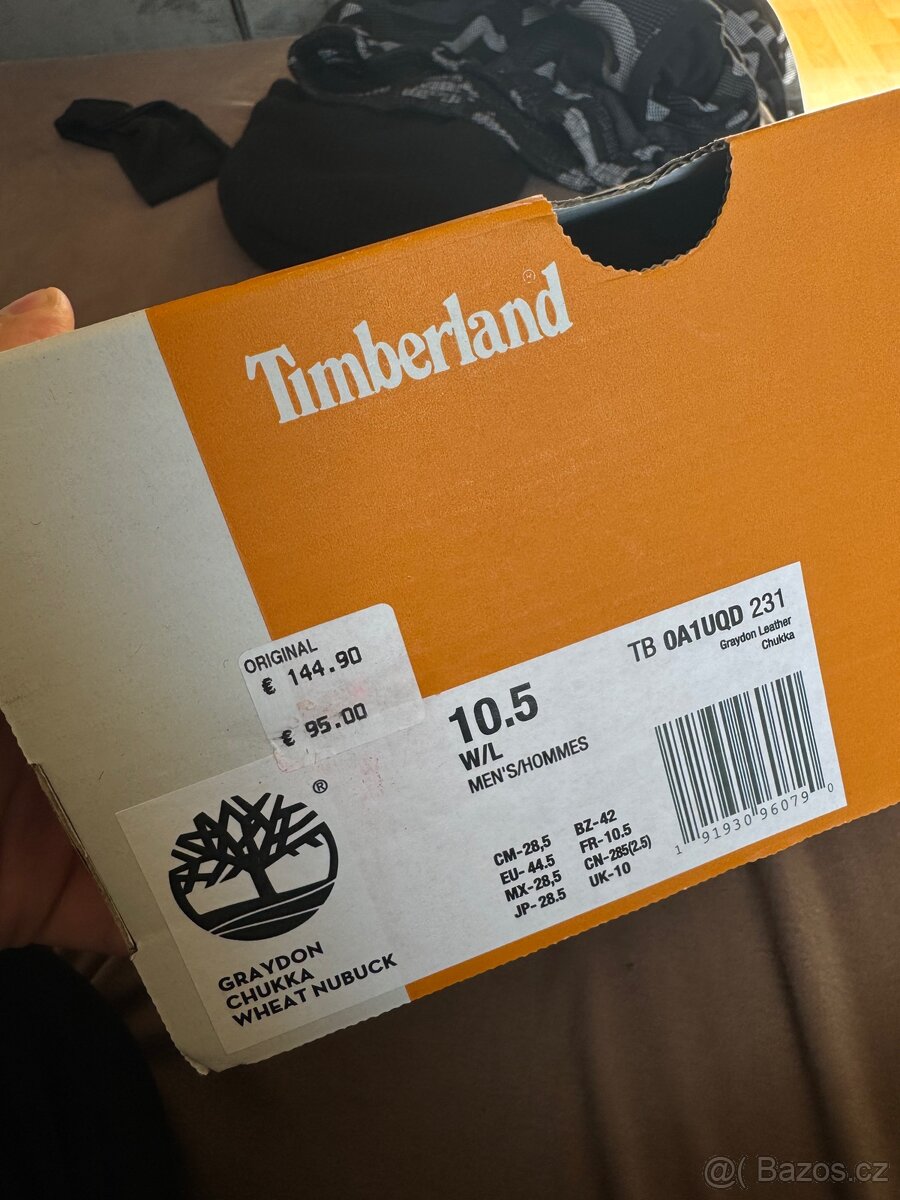 Timberland®
ORIGINAL
€ 144.90
€ 95.00
10.5
W/L
MEN'S/HOMMES
TB 0A1UQD 231
Graydon Leather
Chukka
CM-28,5 BZ-42
EU- 44.5 FR-10.5
MX-28,5 CN-285(2.5)
JP- 28.5 UK-10
1 91930 96079 0
®
GRAYDON
CHUKKA
WHEAT NUBUCK
@( Bazos.cz